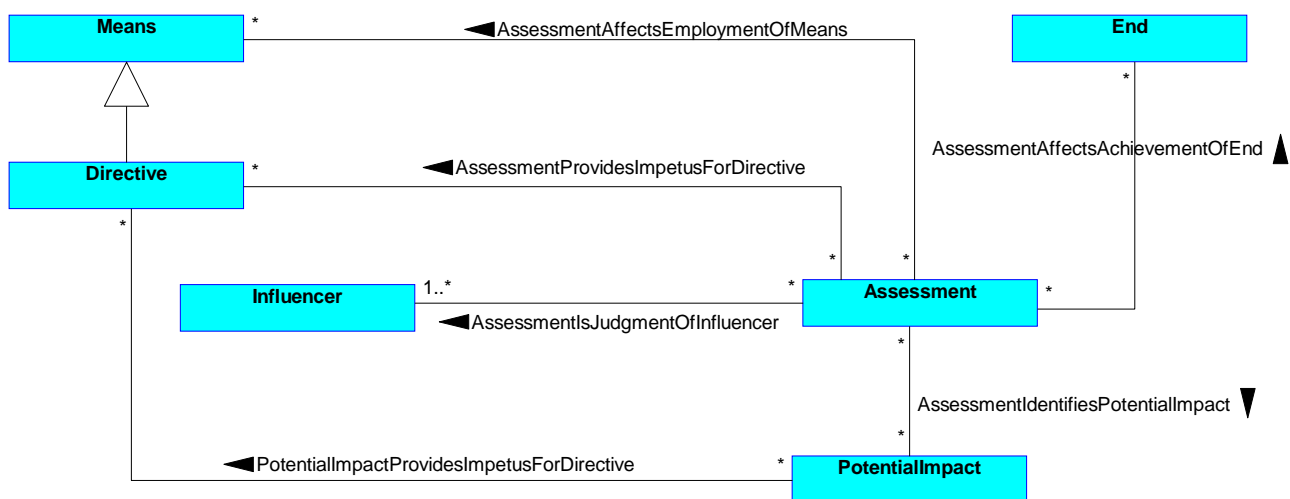 Means
*
AssessmentAffectsEmploymentOfMeans
End
*
AssessmentAffectsAchievementOfEnd
Directive
*
AssessmentProvidesImpetusForDirective
*
*
*
Influencer
1..*
*
Assessment
*
AssessmentIsJudgmentOfInfluencer
*
AssessmentIdentifiesPotentialImpact
*
PotentialImpactProvidesImpetusForDirective
*
PotentialImpact